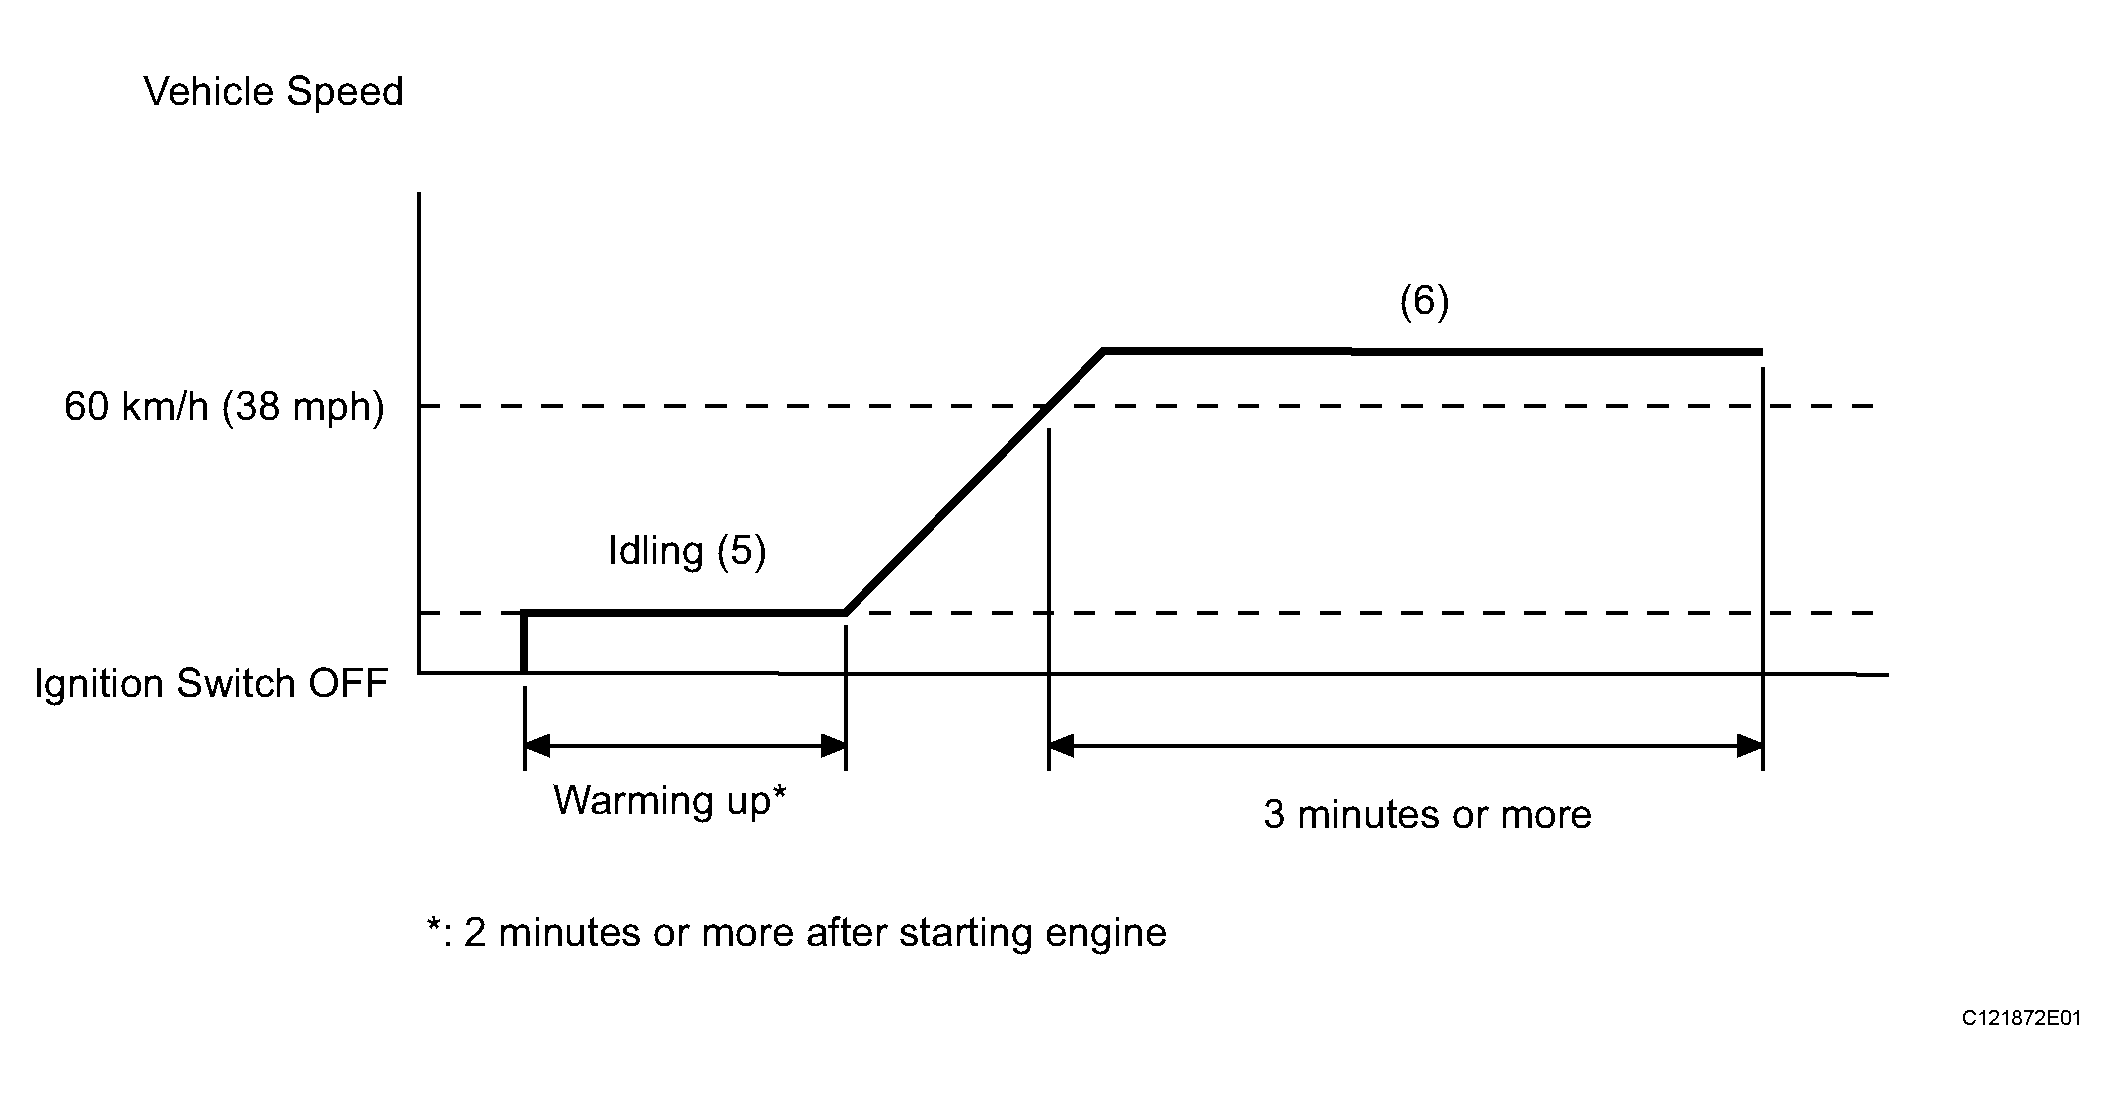 Vehicle Speed
(6)
60 km/h (38 mph)
Idling (5)
Ignition Switch OFF
Warming up*
3 minutes or more
*: 2 minutes or more after starting engine
C121872E01